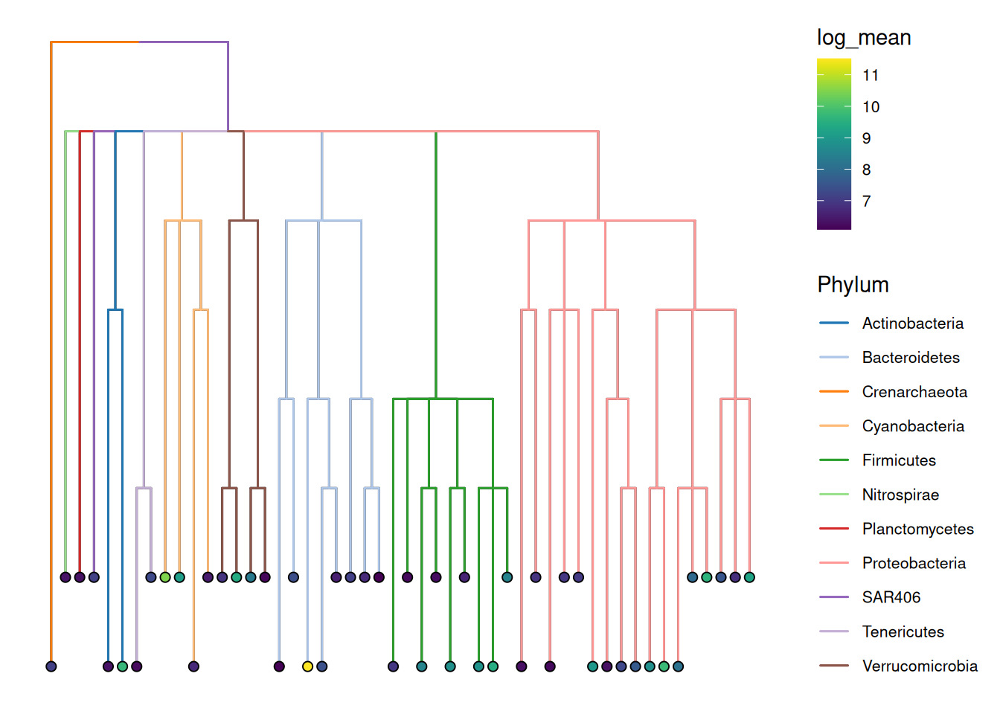 log_mean
11
10
9
8
7
Phylum
Actinobacteria
Bacteroidetes
Crenarchaeota
Cyanobacteria
Firmicutes
Nitrospirae
Planctomycetes
Proteobacteria
SAR406
Tenericutes
Verrucomicrobia